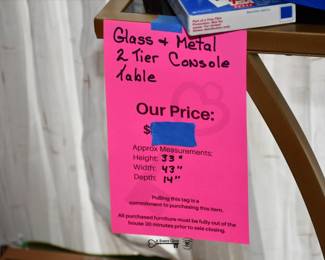 Glass & Metal
2 Tier Console
Table
Our Price:
$
Approx Measurements:
Height: 33"
Width: 43"
Depth: 14"
Pulling this tag is a
commitment to purchasing this item.
All purchased furniture must be fully out of the
house 30 minutes prior to sale closing.